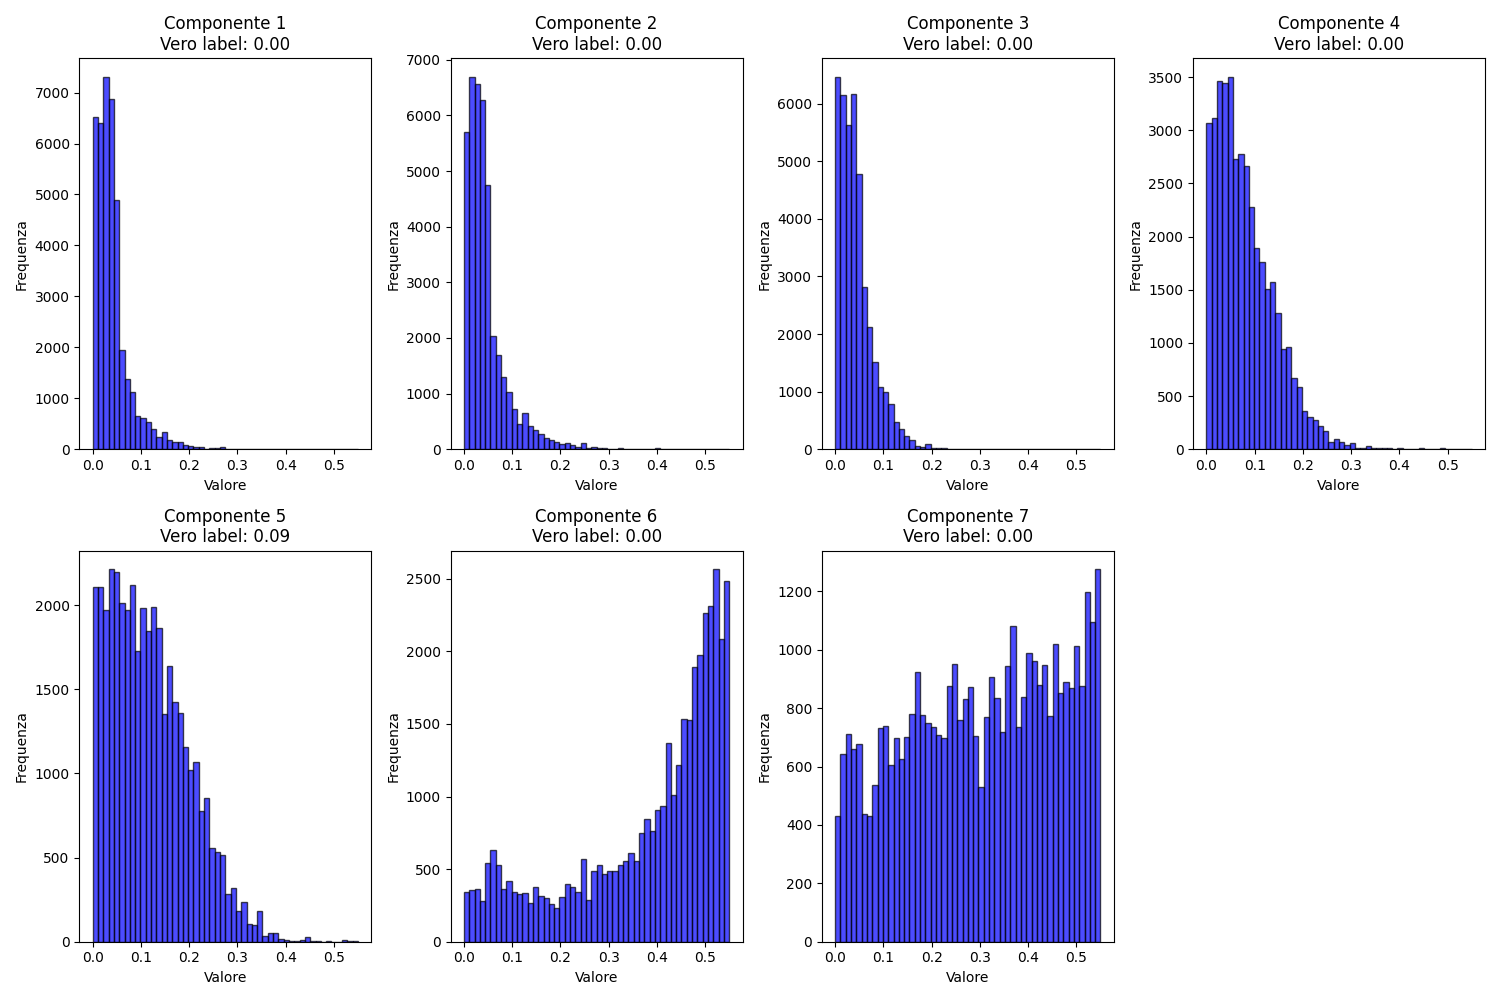 Componente 1
Vero label: 0.00
Frequenza
7000
6000
5000
4000
3000
2000
1000
0
0.0 0.1 0.2 0.3 0.4 0.5
Valore
Componente 2
Vero label: 0.00
Frequenza
7000
6000
5000
4000
3000
2000
1000
0
0.0 0.1 0.2 0.3 0.4 0.5
Valore
Componente 3
Vero label: 0.00
Frequenza
6000
5000
4000
3000
2000
1000
0
0.0 0.1 0.2 0.3 0.4 0.5
Valore
Componente 4
Vero label: 0.00
Frequenza
3500
3000
2500
2000
1500
1000
500
0
0.0 0.1 0.2 0.3 0.4 0.5
Valore
Componente 5
Vero label: 0.09
Frequenza
2000
1500
1000
500
0
0.0 0.1 0.2 0.3 0.4 0.5
Valore
Componente 6
Vero label: 0.00
Frequenza
2500
2000
1500
1000
500
0
0.0 0.1 0.2 0.3 0.4 0.5
Valore
Componente 7
Vero label: 0.00
Frequenza
1200
1000
800
600
400
200
0
0.0 0.1 0.2 0.3 0.4 0.5
Valore